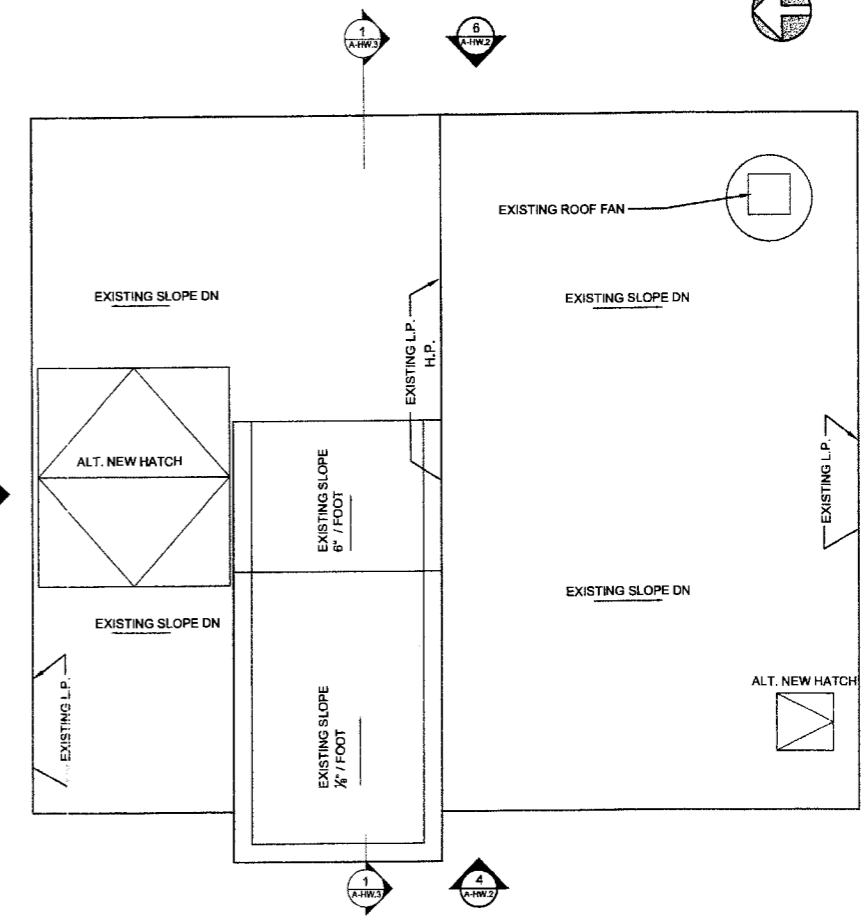 1
A-HW.3
6
A-HW.2
EXISTING ROOF FAN
EXISTING SLOPE DN
EXISTING SLOPE DN
EXISTING L.P.
H.P.
ALT. NEW HATCH
EXISTING SLOPE
6" / FOOT
EXISTING L.P.
EXISTING SLOPE DN
EXISTING SLOPE DN
EXISTING L.P.
EXISTING SLOPE
⅛" / FOOT
ALT. NEW HATCH
1
A-HW.3
4
A-HW.2